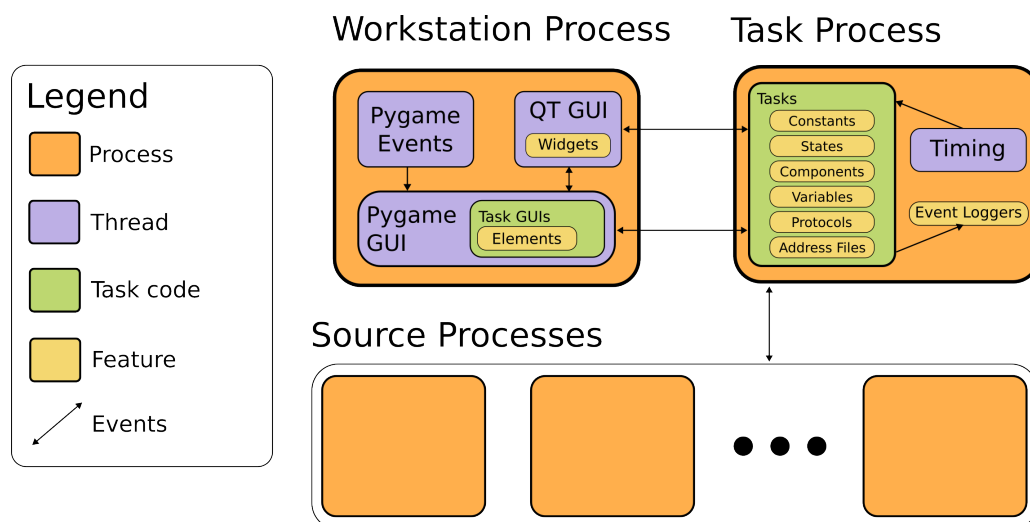 Workstation Process
Task Process
Legend
Process
Thread
Task code
Feature
Events
Pygame
Events
QT GUI
Widgets
Pygame
GUI
Task GUIs
Elements
Tasks
Constants
States
Components
Variables
Protocols
Address Files
Timing
Event Loggers
Source Processes